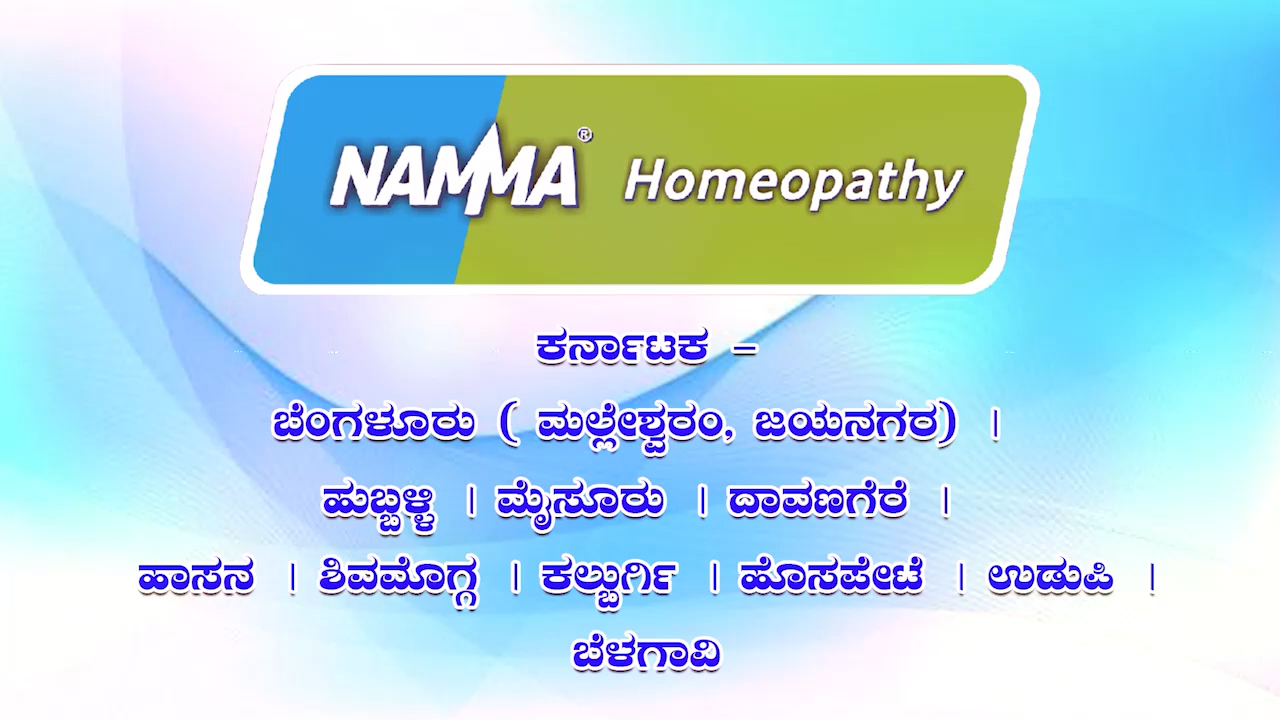 NAMMA® Homeopathy
ಕರ್ನಾಟಕ –
ಬೆಂಗಳೂರು ( ಮಲ್ಲೇಶ್ವರಂ, ಜಯನಗರ) |
ಹುಬ್ಬಳ್ಳಿ | ಮೈಸೂರು | ದಾವಣಗೆರೆ |
ಹಾಸನ | ಶಿವಮೊಗ್ಗ | ಕಲ್ಬುರ್ಗಿ | ಹೊಸಪೇಟೆ | ಉಡುಪಿ |
ಬೆಳಗಾವಿ